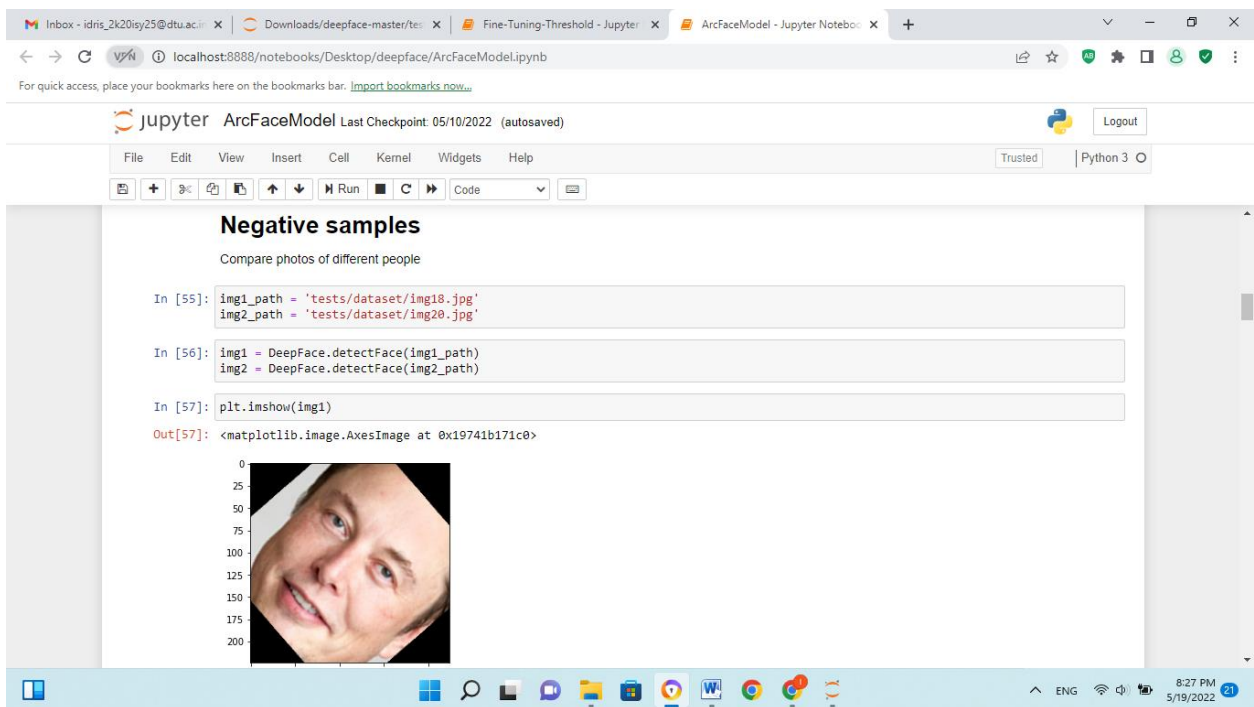 Inbox - idris_2k20isy25@dtu.ac.in
Downloads/deepface-master/tes
Fine-Tuning-Threshold - Jupyter
ArcFaceModel - Jupyter Noteboo
VPN
localhost:8888/notebooks/Desktop/deepface/ArcFaceModel.ipynb
For quick access, place your bookmarks here on the bookmarks bar. Import bookmarks now...
jupyter ArcFaceModel Last Checkpoint: 05/10/2022 (autosaved)
Logout
File Edit View Insert Cell Kernel Widgets Help
Trusted
Python 3
Run
Code
Negative samples
Compare photos of different people
In [55]: img1_path = 'tests/dataset/img18.jpg'
img2_path = 'tests/dataset/img20.jpg'
In [56]: img1 = DeepFace.detectFace(img1_path)
img2 = DeepFace.detectFace(img2_path)
In [57]: plt.imshow(img1)
Out[57]: <matplotlib.image.AxesImage at 0x19741b171c0>
0
25
50
75
100
125
150
175
200
ENG
8:27 PM
5/19/2022
21